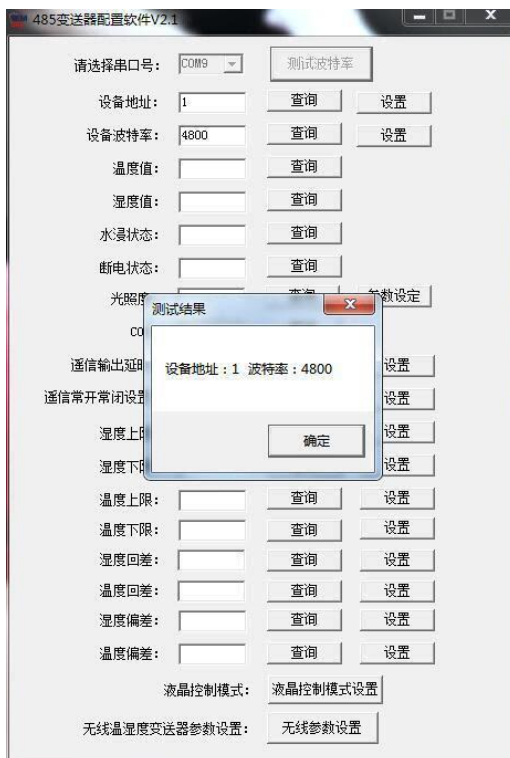 485变送器配置软件V2.1
请选择串口号: COM9 测试波特率
设备地址: 1 查询 设置
设备波特率: 4800 查询 设置
温度值: 查询
湿度值: 查询
水浸状态: 查询
断电状态: 查询
光照度 查询 参数设定
测试结果
CO
设备地址:1 波特率:4800
遥信输出延时 设置
遥信常开常闭设置 设置
确定
湿度上限 设置
湿度下限 设置
温度上限: 查询 设置
温度下限: 查询 设置
湿度回差: 查询 设置
温度回差: 查询 设置
湿度偏差: 查询 设置
温度偏差: 查询 设置
液晶控制模式: 液晶控制模式设置
无线温湿度变送器参数设置: 无线参数设置